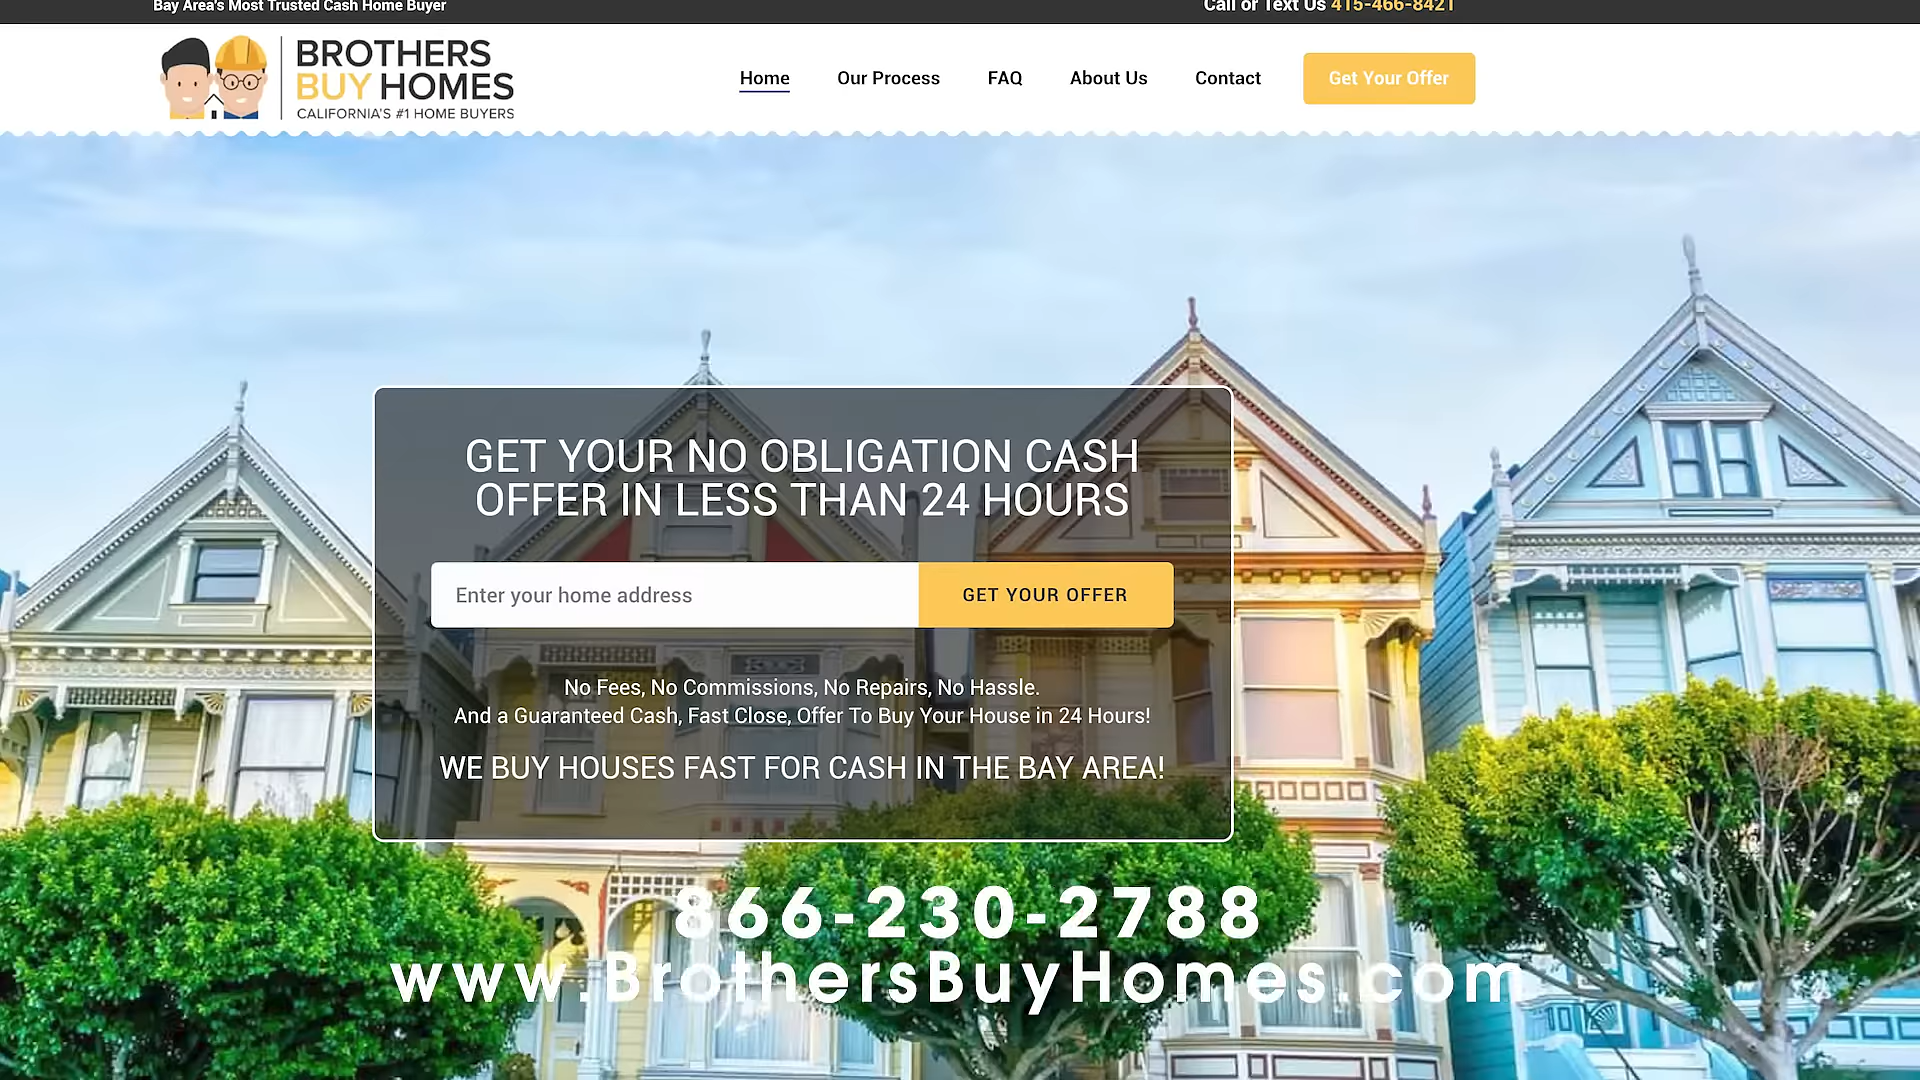 Bay Area's Most Trusted Cash Home Buyer
Call or Text Us 415-466-8421
BROTHERS
BUY HOMES
CALIFORNIA'S #1 HOME BUYERS
Home
Our Process
FAQ
About Us
Contact
Get Your Offer
GET YOUR NO OBLIGATION CASH
OFFER IN LESS THAN 24 HOURS
Enter your home address
GET YOUR OFFER
No Fees, No Commissions, No Repairs, No Hassle.
And a Guaranteed Cash, Fast Close, Offer To Buy Your House in 24 Hours!
WE BUY HOUSES FAST FOR CASH IN THE BAY AREA!
866-230-2788
www.BrothersBuyHomes.com